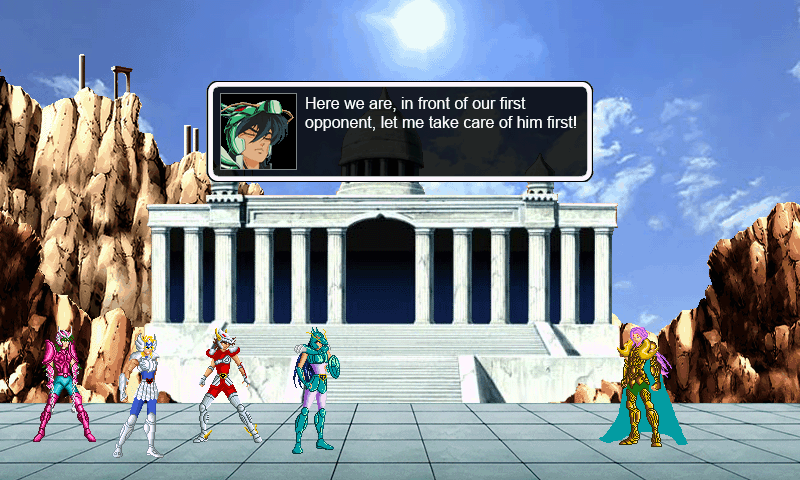 Here we are, in front of our first
opponent, let me take care of him first!